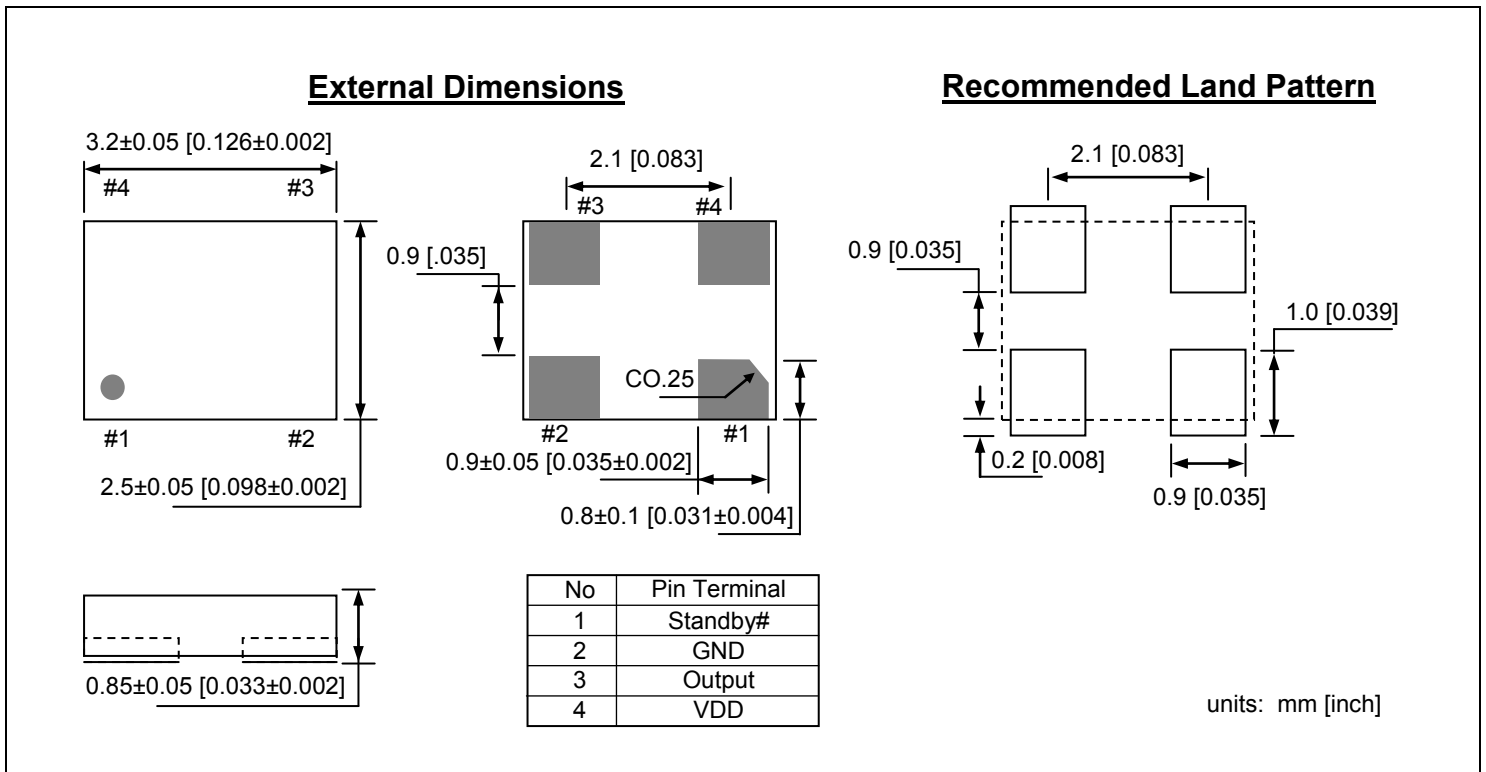 External Dimensions
Recommended Land Pattern
3.2±0.05 [0.126±0.002]
#4 #3
#1 #2
2.5±0.05 [0.098±0.002]
2.1 [0.083]
#3 #4
0.9 [.035]
CO.25
#2 #1
0.9±0.05 [0.035±0.002]
0.8±0.1 [0.031±0.004]
2.1 [0.083]
0.9 [0.035]
1.0 [0.039]
0.2 [0.008]
0.9 [0.035]
0.85±0.05 [0.033±0.002]
No Pin Terminal
1 Standby#
2 GND
3 Output
4 VDD
units: mm [inch]